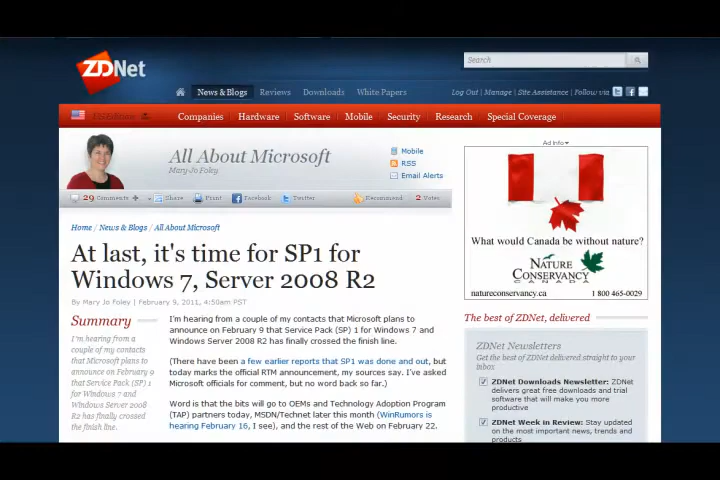 ZDNet
Search
News & Blogs Reviews Downloads White Papers
Log Out | Manage | Site Assistance | Follow via
Companies Hardware Software Mobile Security Research Special Coverage
All About Microsoft
Mary-Jo Foley
Mobile
RSS
Email Alerts
29 Comments Share Print Facebook Twitter Recommend 2 Votes
Home / News & Blogs / All About Microsoft
At last, it's time for SP1 for
Windows 7, Server 2008 R2
By Mary Jo Foley | February 9, 2011, 4:50am PST
Summary
I'm hearing from a
couple of my contacts
that Microsoft plans to
announce on February 9
that Service Pack (SP) 1
for Windows 7 and
Windows Server 2008
R2 has finally crossed
the finish line.
I'm hearing from a couple of my contacts that Microsoft plans to
announce on February 9 that Service Pack (SP) 1 for Windows 7 and
Windows Server 2008 R2 has finally crossed the finish line.
(There have been a few earlier reports that SP1 was done and out, but
today marks the official RTM announcement, my sources say. I've asked
Microsoft officials for comment, but no word back so far.)
Word is that the bits will go to OEMs and Technology Adoption Program
(TAP) partners today, MSDN/Technet later this month (WinRumors is
hearing February 16, I see), and the rest of the Web on February 22.
Ad Info
What would Canada be without nature?
NATURE
CONSERVANCY
CANADA
natureconservancy.ca 1 800 465-0029
The best of ZDNet, delivered
ZDNet Newsletters
Get the best of ZDNet delivered straight to your
inbox
ZDNet Downloads Newsletter: ZDNet
delivers great free downloads and trial
software that will make you more
productive
ZDNet Week in Review: Stay updated
on the most important news, trends and
products